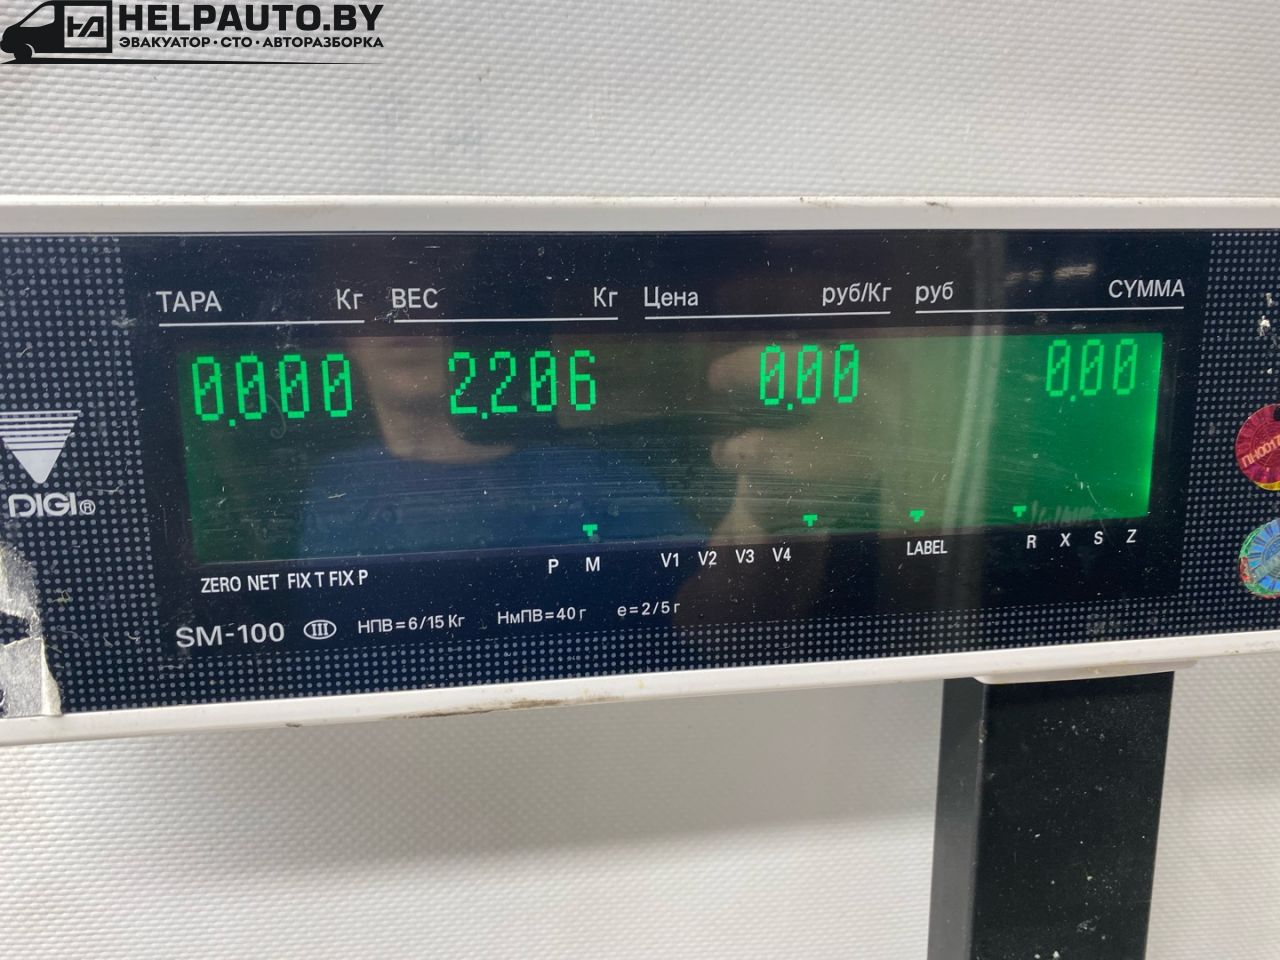 HELPAUTO.BY
ЭВАКУАТОР·СТО·АВТОРАЗБОРКА
ТАРА Кг ВЕС Кг Цена руб/Кг руб СУММА
0.000 2.206 0.00 0.00
DIGI®
P M V1 V2 V3 V4 LABEL R X S Z
ZERO NET FIX T FIX P
SM-100 III НПВ=6/15 Кг НмПВ=40 г e=2/5 г